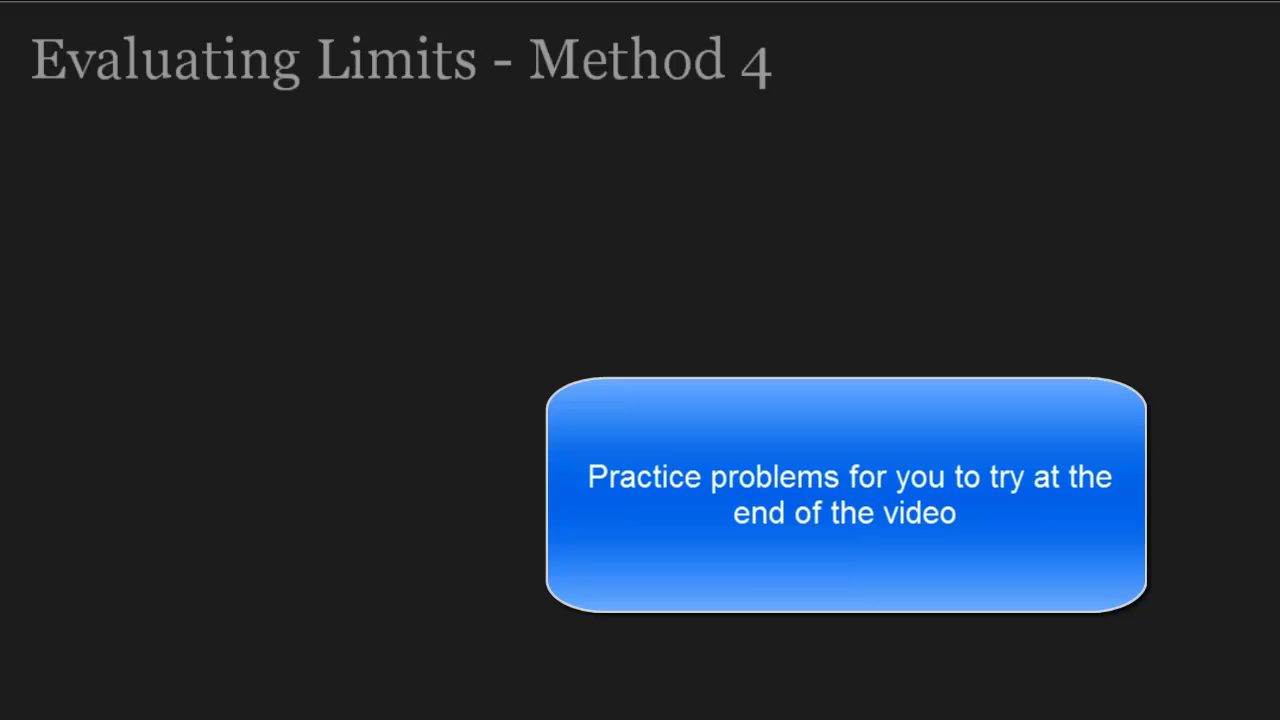 Evaluating Limits - Method 4
Practice problems for you to try at the
end of the video